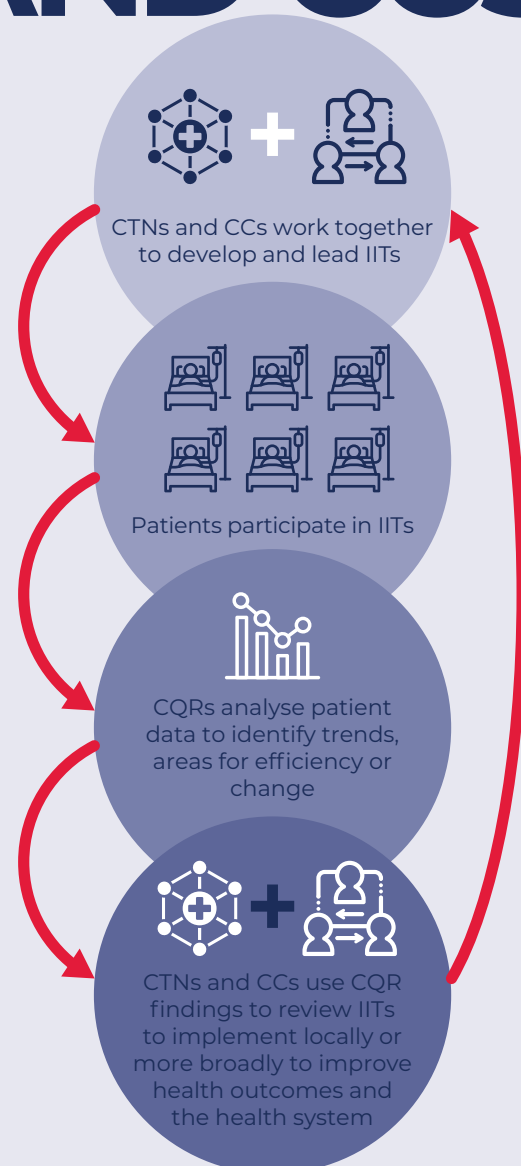 AND
CTNs and CCs work together
to develop and lead IITs
Patients participate in IITs
CQRs analyse patient
data to identify trends,
areas for efficiency or
change
CTNs and CCs use CQR
findings to review IITs
to implement locally or
more broadly to improve
health outcomes and
the health system